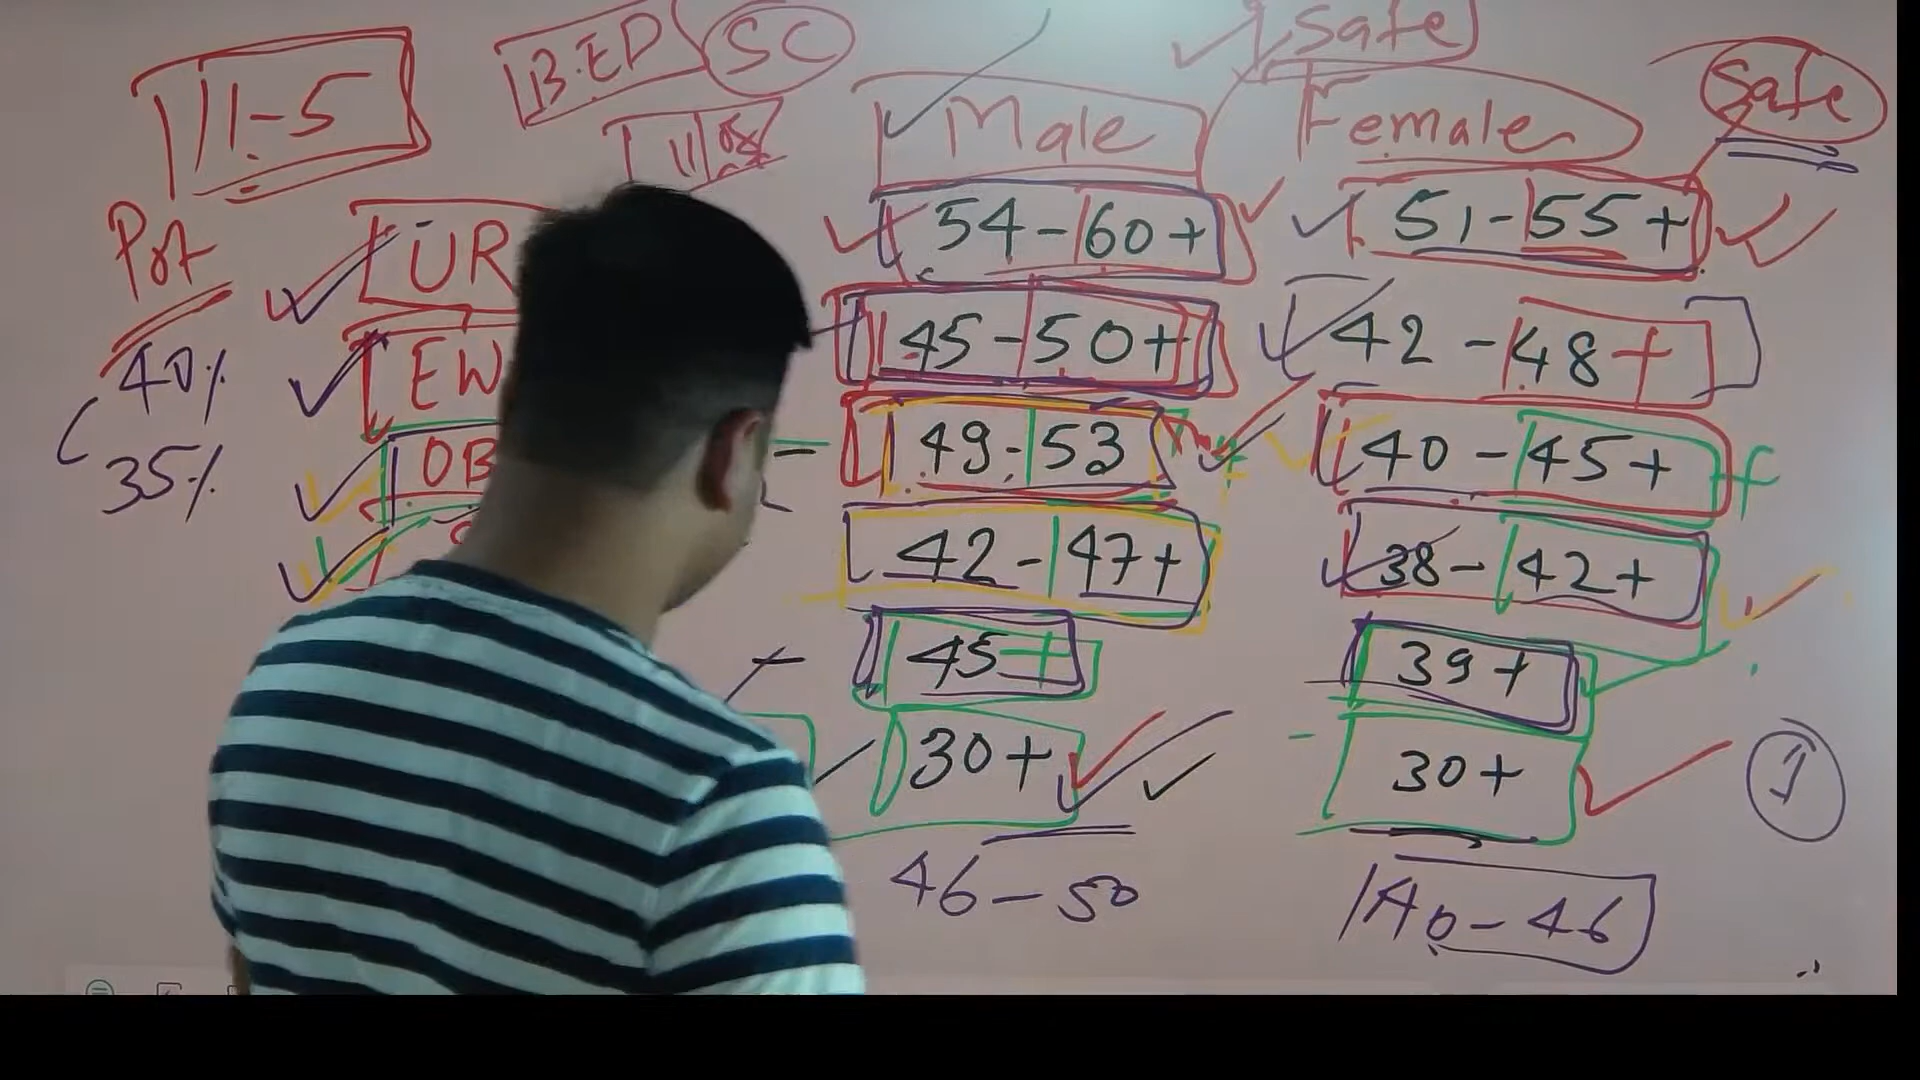 B.ED SC Safe
1-5 Male Female Safe
Prt UR 54-60+ 51-55+
40% EW 45-50+ 42-48+
35% OB 49-53 40-45+
42-47+ 38-42+
45+ 39+
30+ 30+
46-50 40-46